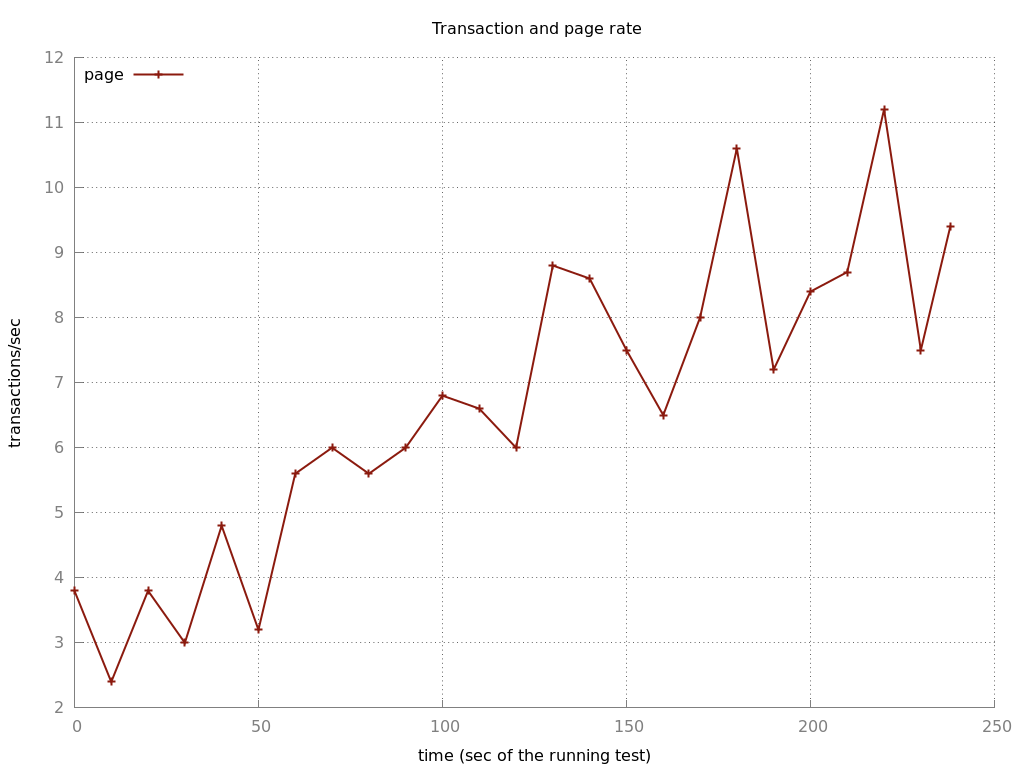 Transaction and page rate
12
page
11
10
9
8
7
6
5
4
3
2
transactions/sec
0 50 100 150 200 250
time (sec of the running test)